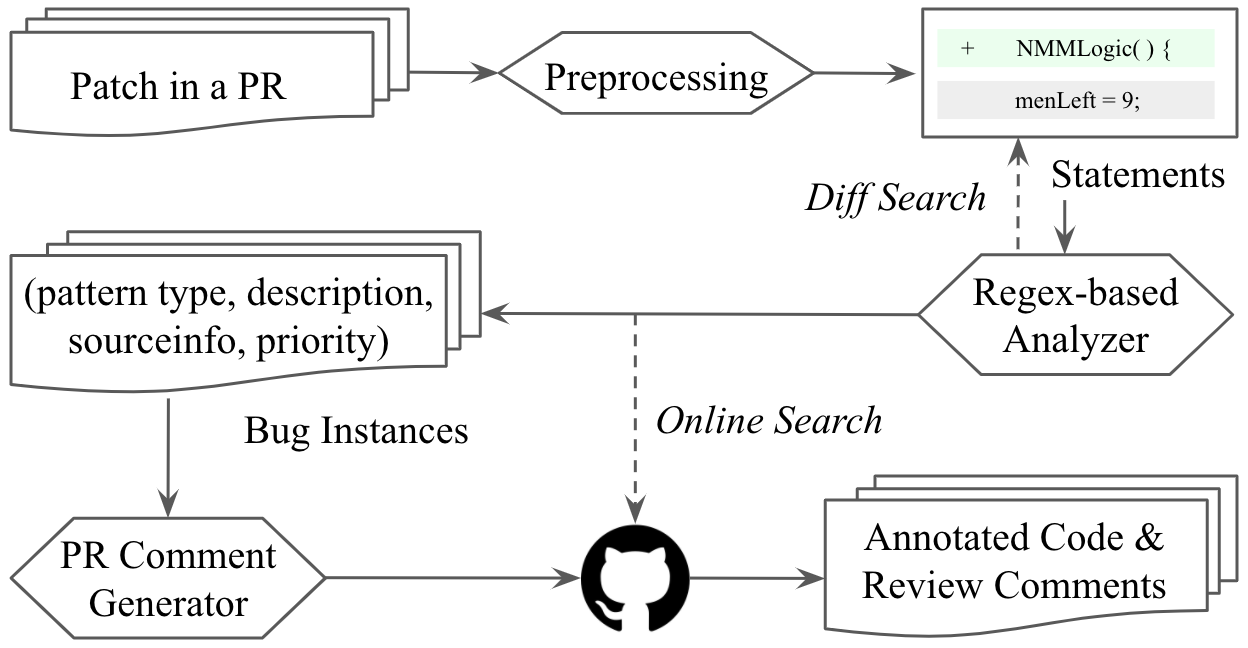 Patch in a PR
Preprocessing
+ NMMLogic( ) {
menLeft = 9;
Diff Search
Statements
(pattern type, description,
sourceinfo, priority)
Regex-based
Analyzer
Bug Instances
Online Search
PR Comment
Generator
Annotated Code &
Review Comments